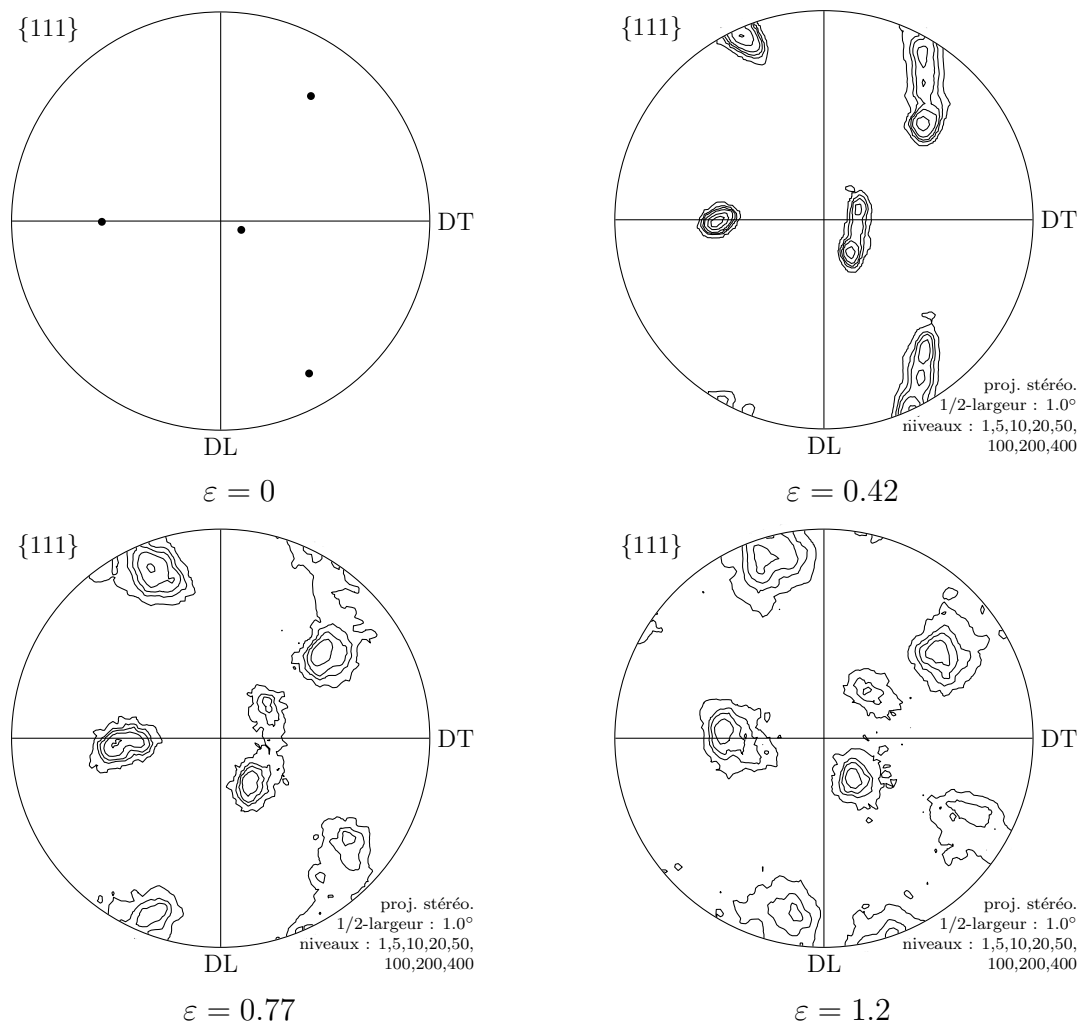 {111}
DT
DL
ε = 0
{111}
DT
proj. stéréo.
1/2-largeur : 1.0°
niveaux : 1,5,10,20,50,
100,200,400
DL
ε = 0.42
{111}
DT
proj. stéréo.
1/2-largeur : 1.0°
niveaux : 1,5,10,20,50,
100,200,400
DL
ε = 0.77
{111}
DT
proj. stéréo.
1/2-largeur : 1.0°
niveaux : 1,5,10,20,50,
100,200,400
DL
ε = 1.2